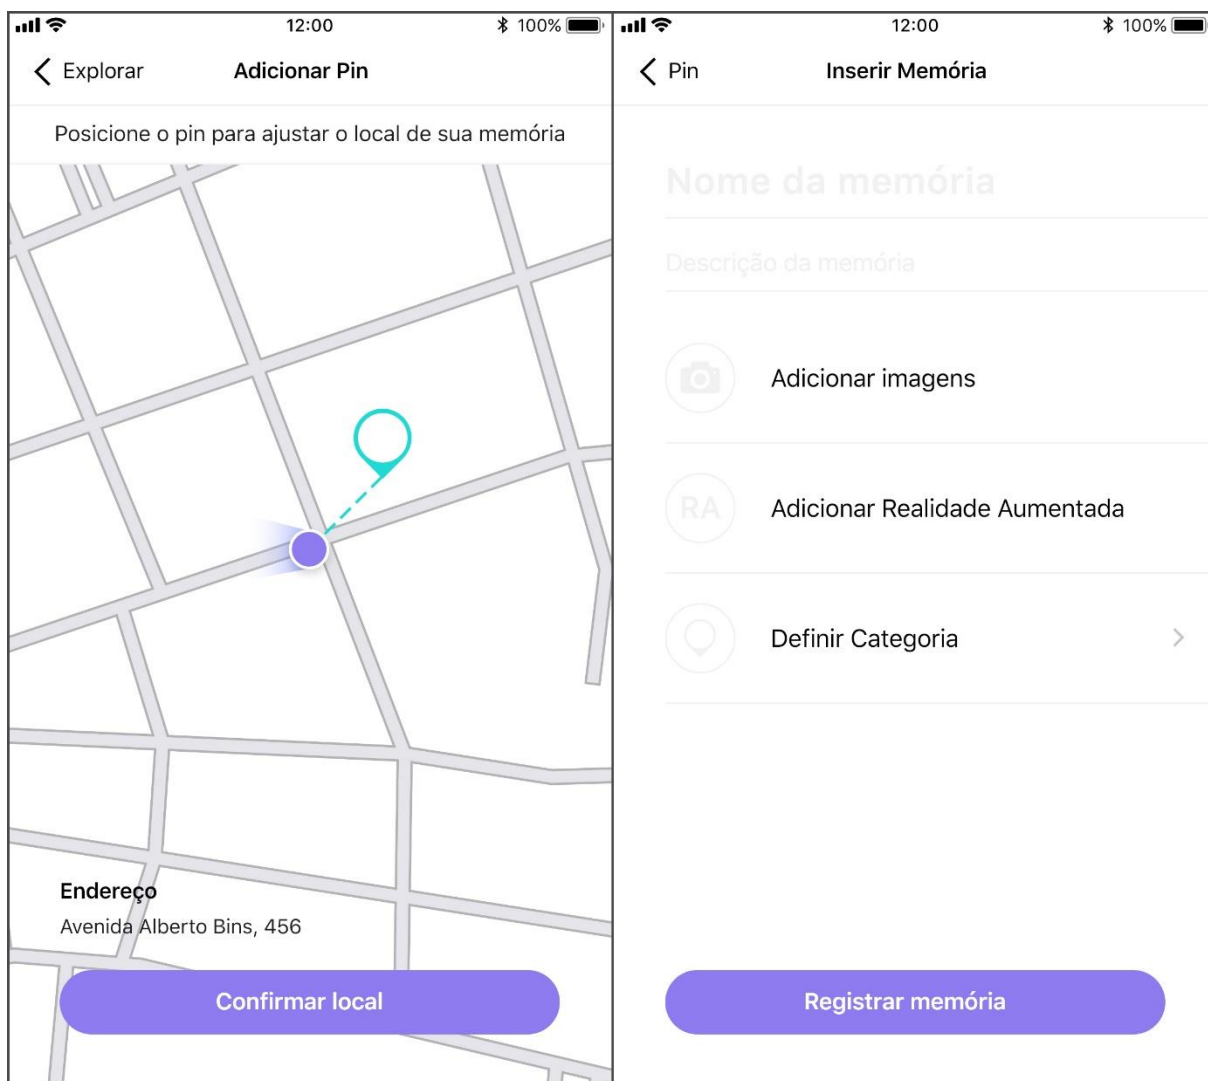 12:00
100%
Explorar
Adicionar Pin
Posicione o pin para ajustar o local de sua memória
Endereço
Avenida Alberto Bins, 456
Confirmar local
12:00
100%
Pin
Inserir Memória
Nome da memória
Descrição da memória
Adicionar imagens
RA
Adicionar Realidade Aumentada
Definir Categoria
Registrar memória